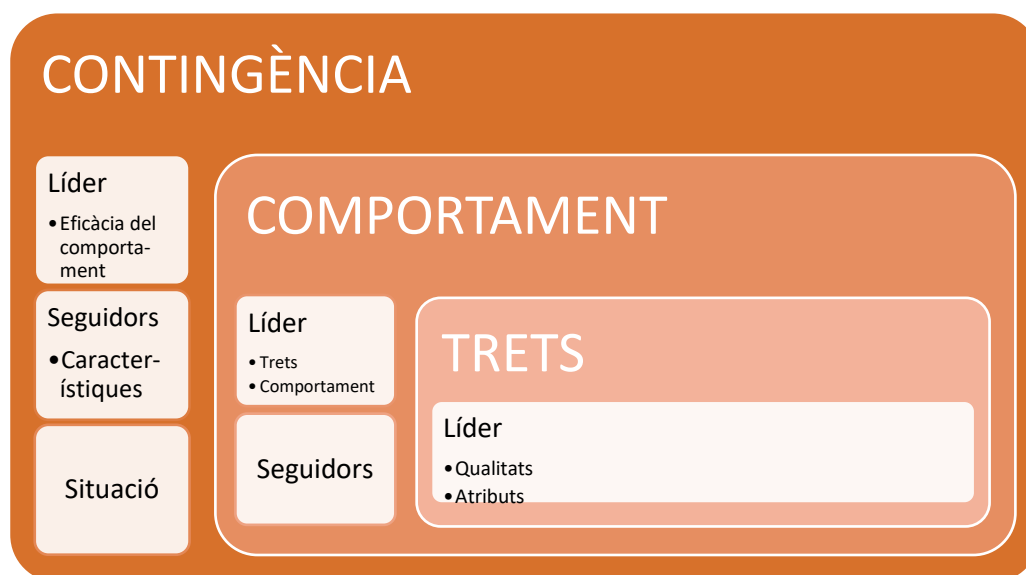 CONTINGÈNCIA
Líder
•Eficàcia del
comporta-
ment
Seguidors
•Caracter-
ístiques
Situació
COMPORTAMENT
Líder
•Trets
•Comportament
Seguidors
TRETS
Líder
•Qualitats
•Atributs